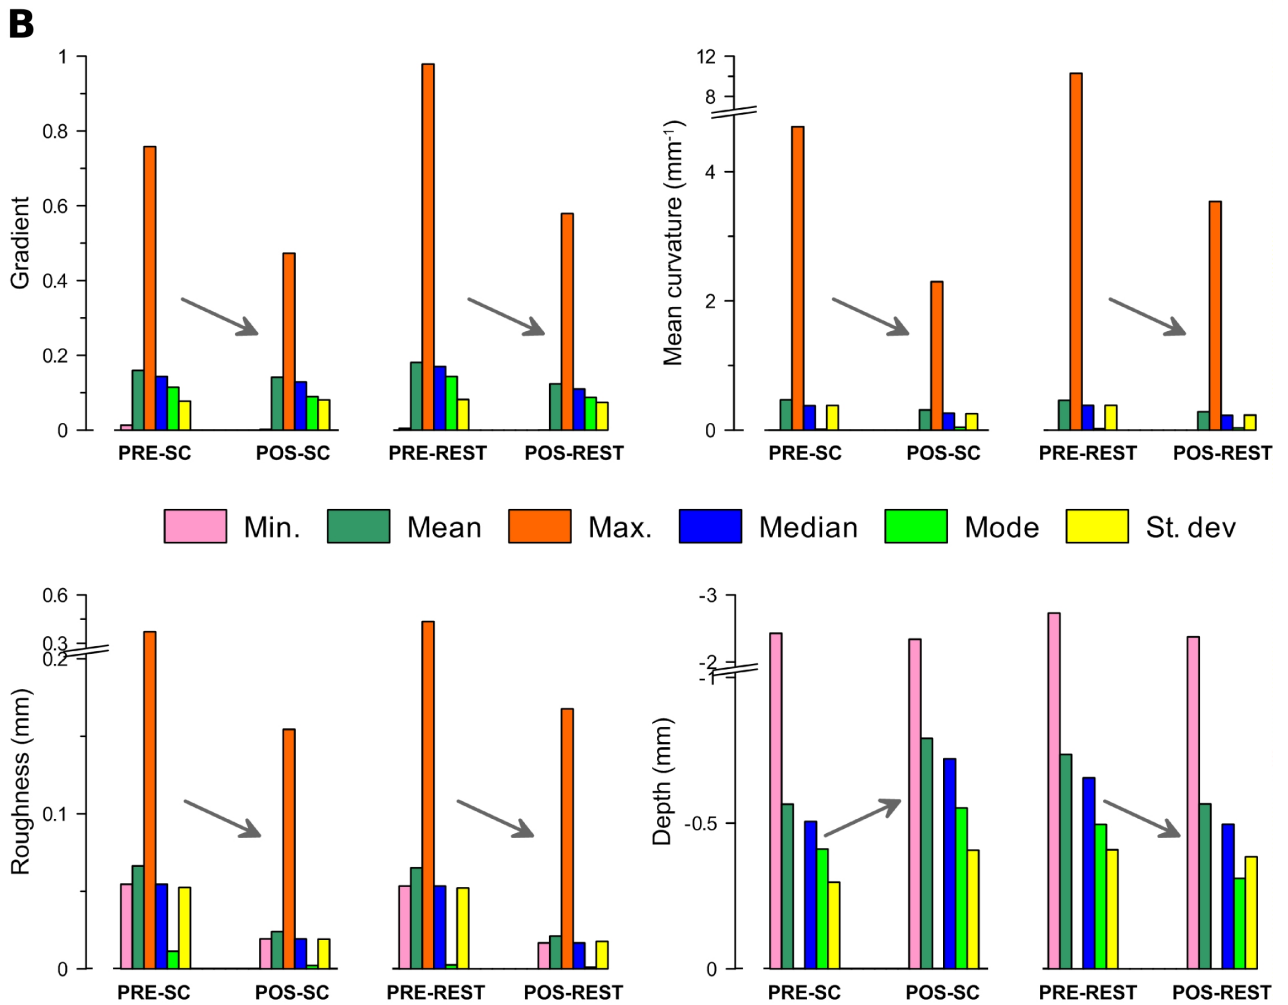 B
Gradient
1
0.8
0.6
0.4
0.2
0
PRE-SC POS-SC PRE-REST POS-REST
Mean curvature (mm⁻¹)
12
8
4
2
0
PRE-SC POS-SC PRE-REST POS-REST
Min. Mean Max. Median Mode St. dev
Roughness (mm)
0.6
0.3
0.2
0.1
0
PRE-SC POS-SC PRE-REST POS-REST
Depth (mm)
-3
-2
-1
-0.5
0
PRE-SC POS-SC PRE-REST POS-REST